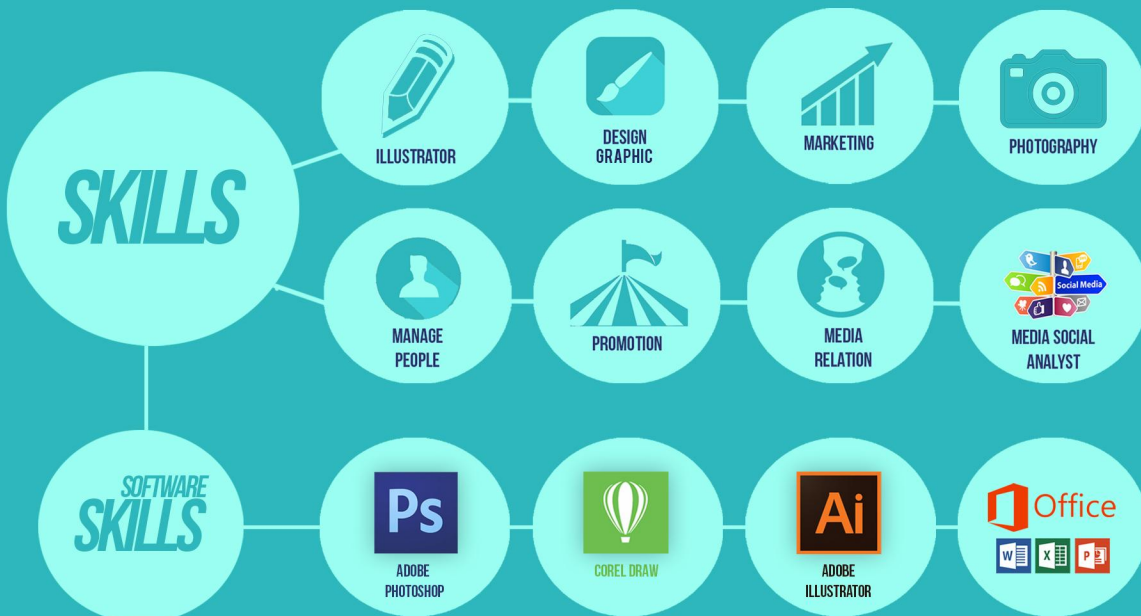 SKILLS
ILLUSTRATOR
DESIGN
GRAPHIC
MARKETING
PHOTOGRAPHY
MANAGE
PEOPLE
PROMOTION
MEDIA
RELATION
Social Media
MEDIA SOCIAL
ANALYST
SOFTWARE
SKILLS
Ps
ADOBE
PHOTOSHOP
COREL DRAW
Ai
ADOBE
ILLUSTRATOR
Office
W X P